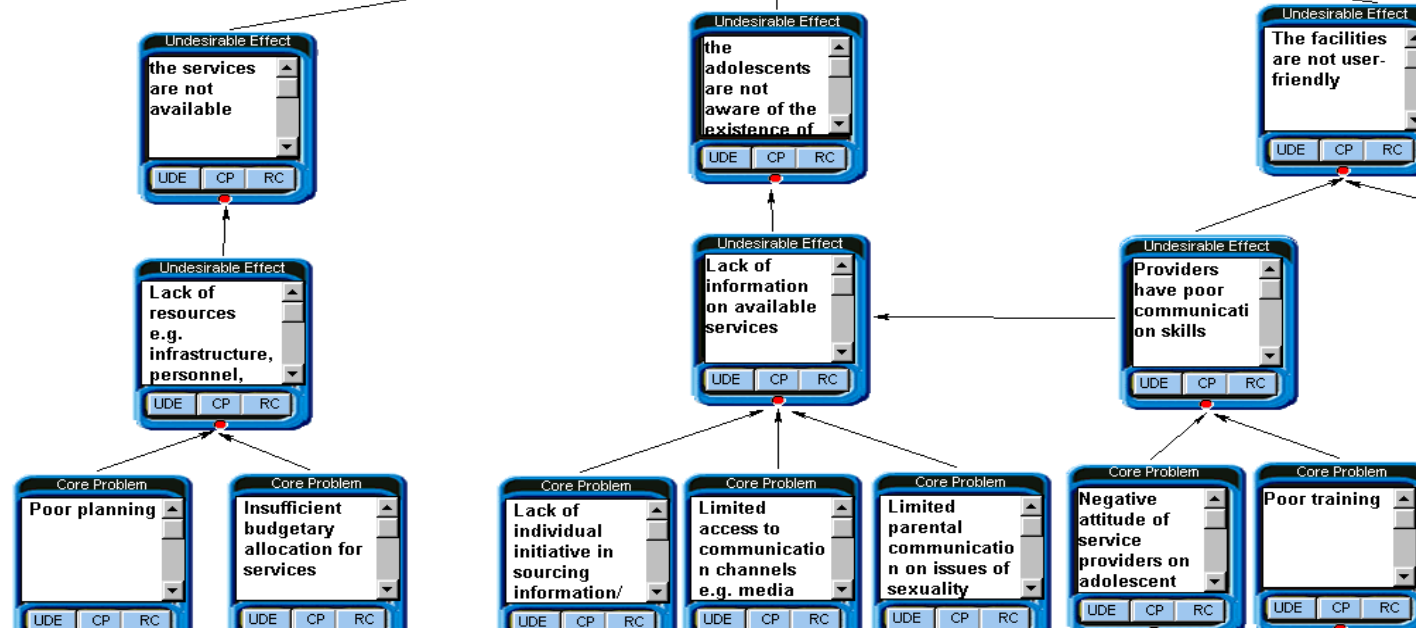 Undesirable Effect
the services
are not
available
UDE CP RC
Undesirable Effect
the
adolescents
are not
aware of the
existence of
UDE CP RC
Undesirable Effect
The facilities
are not user-
friendly
UDE CP RC
Undesirable Effect
Lack of
resources
e.g.
infrastructure,
personnel,
UDE CP RC
Undesirable Effect
Lack of
information
on available
services
UDE CP RC
Undesirable Effect
Providers
have poor
communicati
on skills
UDE CP RC
Core Problem
Poor planning
UDE CP RC
Core Problem
Insufficient
budgetary
allocation for
services
UDE CP RC
Core Problem
Lack of
individual
initiative in
sourcing
information/
UDE CP RC
Core Problem
Limited
access to
communicatio
n channels
e.g. media
UDE CP RC
Core Problem
Limited
parental
communicatio
n on issues of
sexuality
UDE CP RC
Core Problem
Negative
attitude of
service
providers on
adolescent
UDE CP RC
Core Problem
Poor training
UDE CP RC